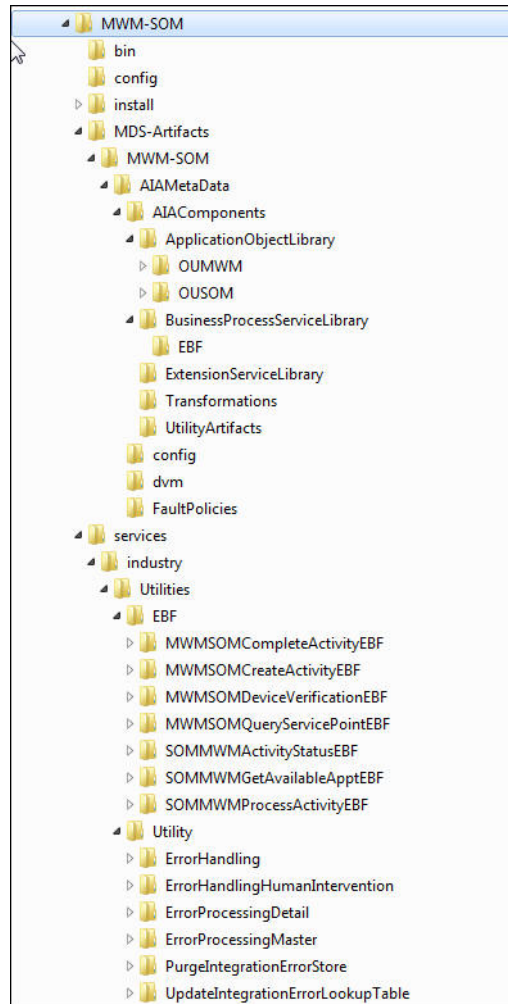 MWM-SOM
bin
config
install
MDS-Artifacts
MWM-SOM
AIAMetaData
AIAComponents
ApplicationObjectLibrary
OUMWM
OUSOM
BusinessProcessServiceLibrary
EBF
ExtensionServiceLibrary
Transformations
UtilityArtifacts
config
dvm
FaultPolicies
services
industry
Utilities
EBF
MWMSOMCompleteActivityEBF
MWMSOMCreateActivityEBF
MWMSOMDeviceVerificationEBF
MWMSOMQueryServicePointEBF
SOMMWMActivityStatusEBF
SOMMWMGetAvailableApptEBF
SOMMWMProcessActivityEBF
Utility
ErrorHandling
ErrorHandlingHumanIntervention
ErrorProcessingDetail
ErrorProcessingMaster
PurgeIntegrationErrorStore
UpdateIntegrationErrorLookupTable